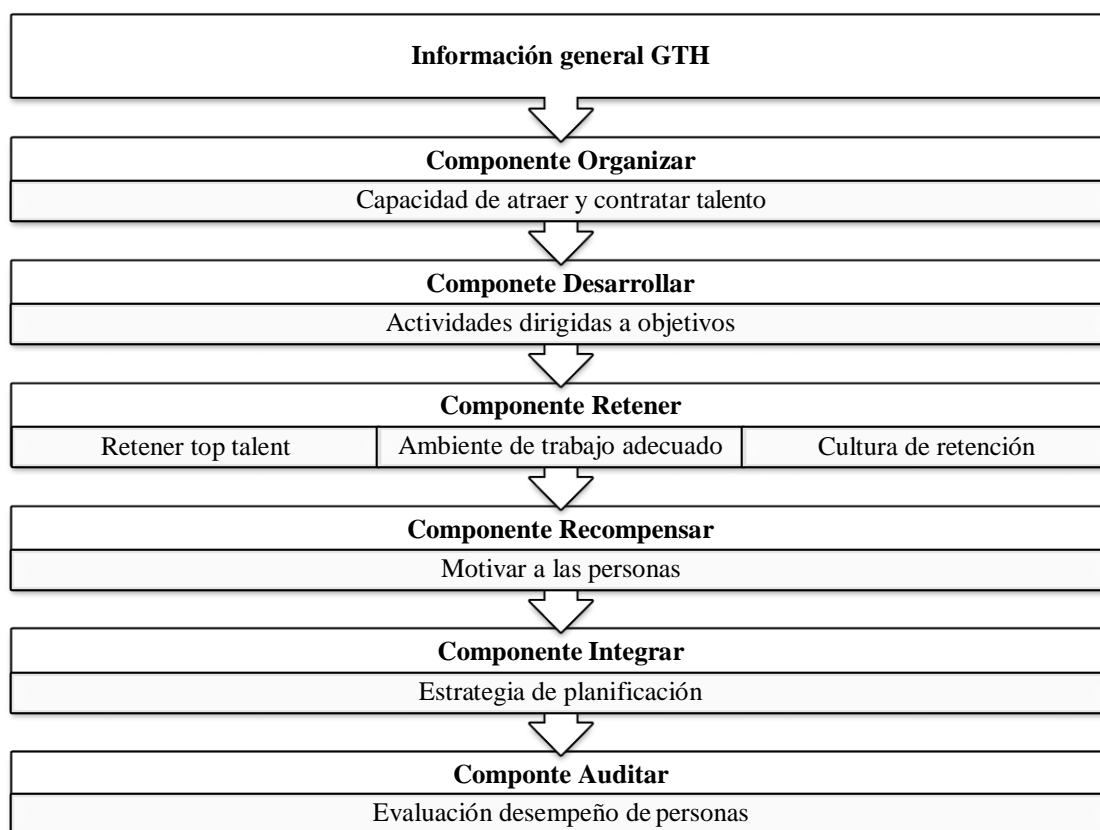 Información general GTH
Componente Organizar
Capacidad de atraer y contratar talento
Componete Desarrollar
Actividades dirigidas a objetivos
Componente Retener
Retener top talent
Ambiente de trabajo adecuado
Cultura de retención
Componente Recompensar
Motivar a las personas
Componente Integrar
Estrategia de planificación
Componte Auditar
Evaluación desempeño de personas